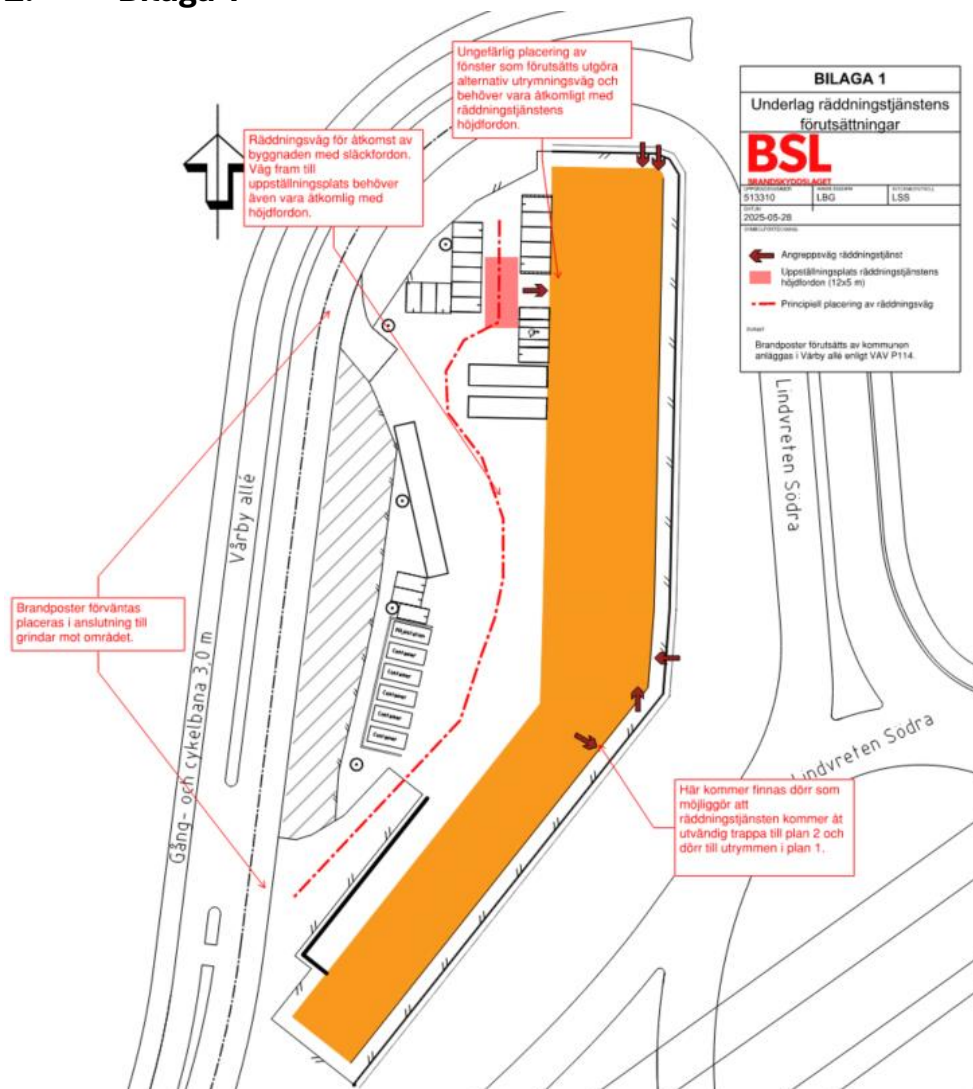 Bilaga 1
Ungefärlig placering av
fönster som förutsätts utgöra
alternativ utrymningsväg och
behöver vara åtkomligt med
räddningstjänstens
höjdfordon.
Räddningsväg för åtkomst av
byggnaden med släckfordon.
Väg fram till
uppställningsplats behöver
även vara åtkomlig med
höjdfordon.
BILAGA 1
Underlag räddningstjänstens
förutsättningar
BSL
BRANDSKYDDSLAGET
513310
LBG
LSS
2025-05-28
Angreppsväg räddningstjänst
Uppställningsplats räddningstjänstens
höjdfordon (12x5 m)
Principiell placering av räddningsväg
Brandposter förutsätts av kommunen
anläggas i Vårby allé enligt VAV P114.
Lindvreten Södra
Lindvreten Södra
Vårby allé
Gång- och cykelbana 3,0 m
Brandposter förväntas
placeras i anslutning till
grindar mot området.
Miljöstation
Container
Container
Container
Container
Container
Här kommer finnas dörr som
möjliggör att
räddningstjänsten kommer åt
utvändig trappa till plan 2 och
dörr till utrymmen i plan 1.